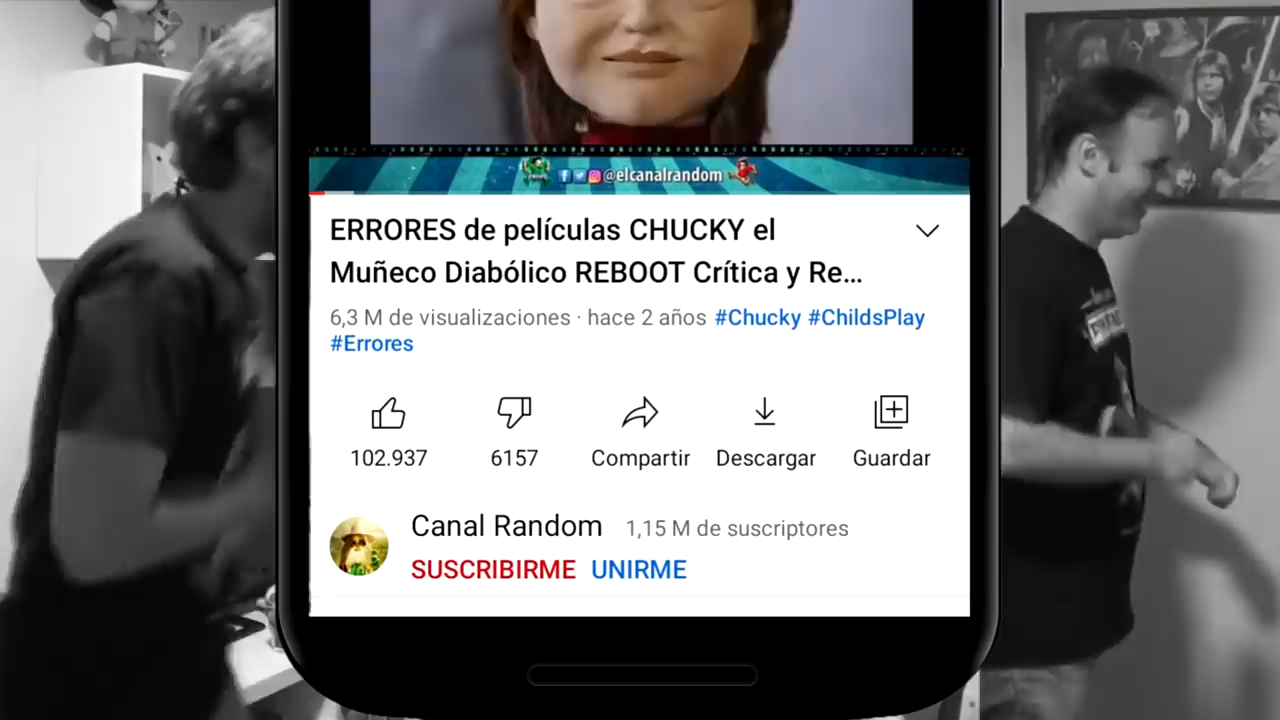 @elcanalrandom
ERRORES de películas CHUCKY el
Muñeco Diabólico REBOOT Crítica y Re...
6,3 M de visualizaciones · hace 2 años #Chucky #ChildsPlay
#Errores
102.937 6157 Compartir Descargar Guardar
Canal Random 1,15 M de suscriptores
SUSCRIBIRME UNIRME